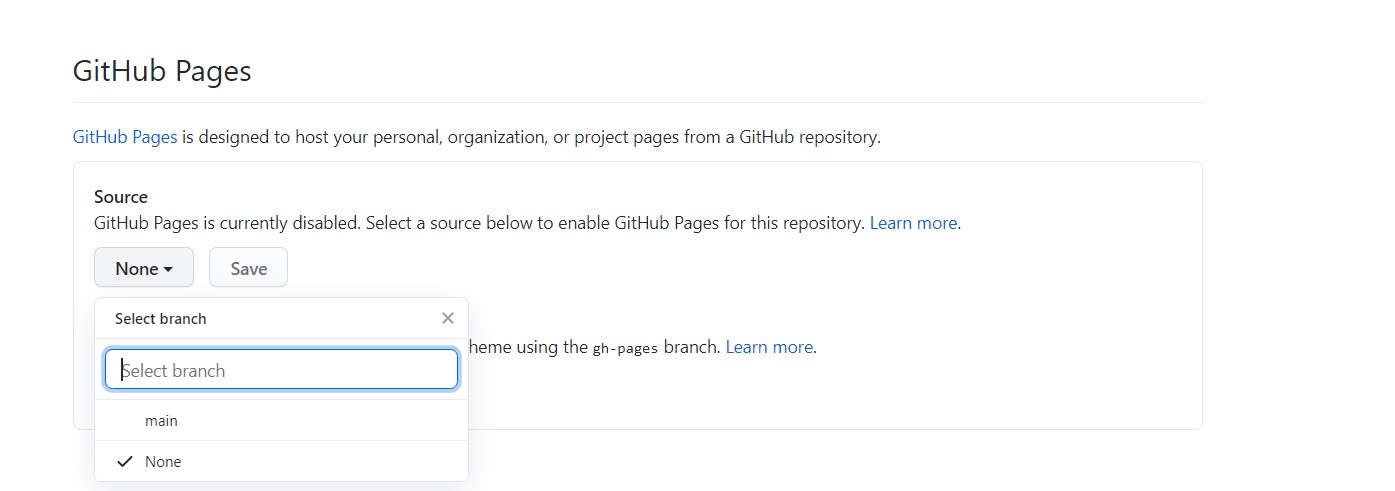 GitHub Pages
GitHub Pages is designed to host your personal, organization, or project pages from a GitHub repository.
Source
GitHub Pages is currently disabled. Select a source below to enable GitHub Pages for this repository. Learn more.
None Save
Select branch
heme using the gh-pages branch. Learn more.
Select branch
main
None